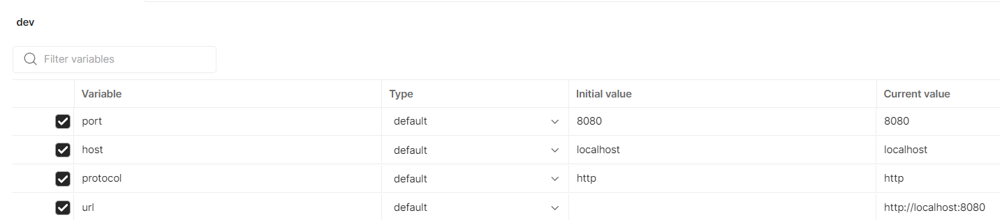 dev
Filter variables
Variable Type Initial value Current value
port default 8080 8080
host default localhost localhost
protocol default http http
url default http://localhost:8080